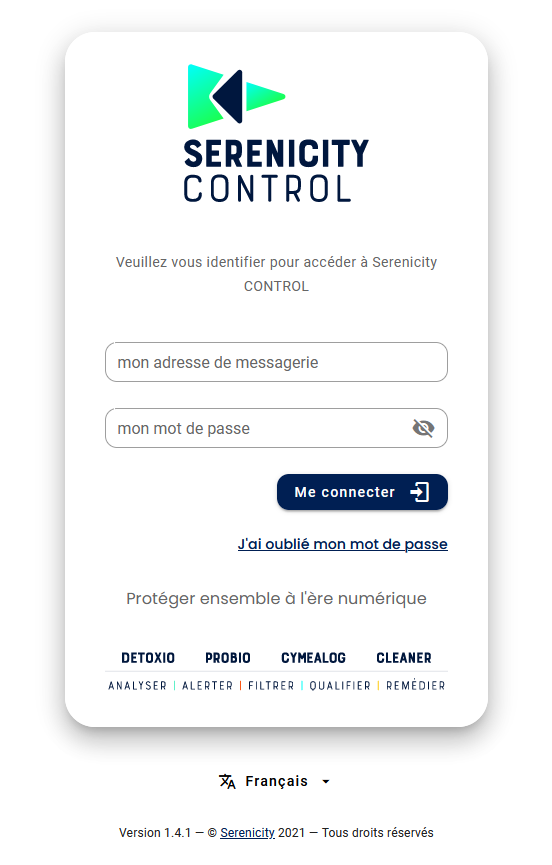 SERENICITY
CONTROL
Veuillez vous identifier pour accéder à Serenicity
CONTROL
mon adresse de messagerie
mon mot de passe
Me connecter
J'ai oublié mon mot de passe
Protéger ensemble à l'ère numérique
DETOXIO PROBIO CYMEALOG CLEANER
ANALYSER | ALERTER | FILTRER | QUALIFIER | REMÉDIER
Français
Version 1.4.1 — © Serenicity 2021 — Tous droits réservés